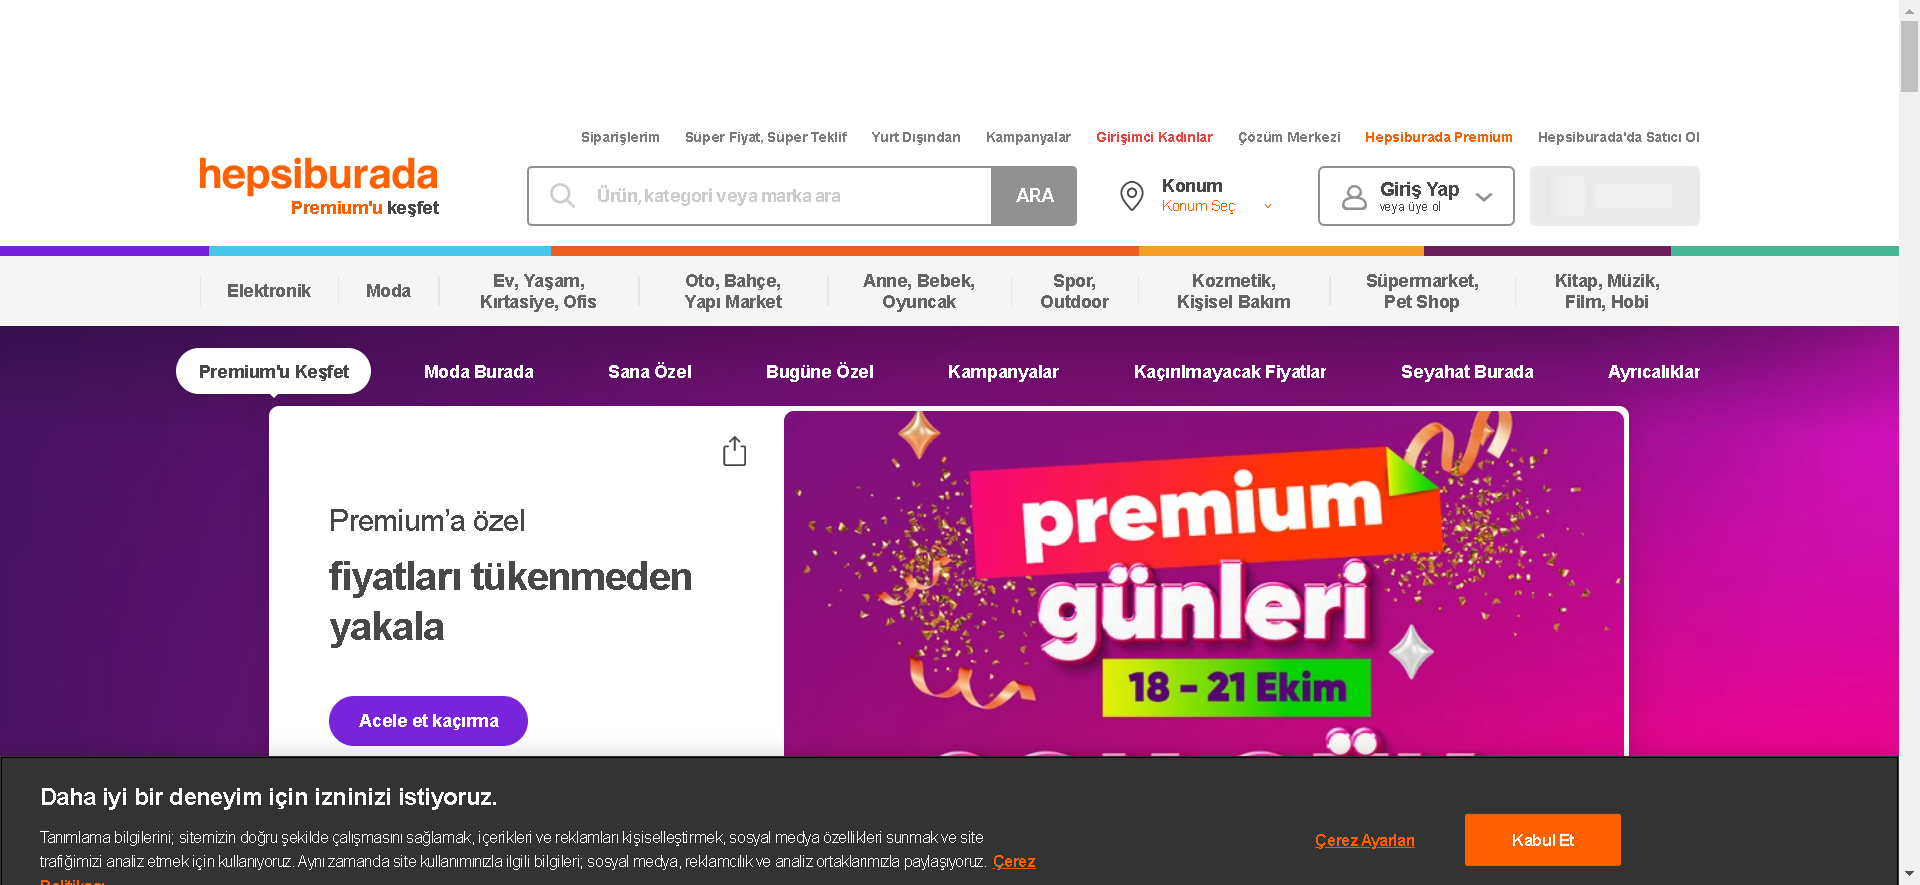 Siparişlerim Süper Fiyat, Süper Teklif Yurt Dışından Kampanyalar Girişimci Kadınlar Çözüm Merkezi Hepsiburada Premium Hepsiburada'da Satıcı Ol
hepsiburada
Premium'u keşfet
Ürün, kategori veya marka ara
ARA
Konum
Konum Seç
Giriş Yap
veya üye ol
Elektronik
Moda
Ev, Yaşam,
Kırtasiye, Ofis
Oto, Bahçe,
Yapı Market
Anne, Bebek,
Oyuncak
Spor,
Outdoor
Kozmetik,
Kişisel Bakım
Süpermarket,
Pet Shop
Kitap, Müzik,
Film, Hobi
Premium'u Keşfet Moda Burada Sana Özel Bugüne Özel Kampanyalar Kaçırılmayacak Fiyatlar Seyahat Burada Ayrıcalıklar
Premium’a özel
fiyatları tükenmeden
yakala
Acele et kaçırma
premium
günleri
18 - 21 Ekim
Daha iyi bir deneyim için izninizi istiyoruz.
Tanımlama bilgilerini; sitemizin doğru şekilde çalışmasını sağlamak, içerikleri ve reklamları kişiselleştirmek, sosyal medya özellikleri sunmak ve site
trafiğimizi analiz etmek için kullanıyoruz. Aynı zamanda site kullanımınızla ilgili bilgileri; sosyal medya, reklamcılık ve analiz ortaklarımızla paylaşıyoruz. Çerez
Politikası
Çerez Ayarları
Kabul Et